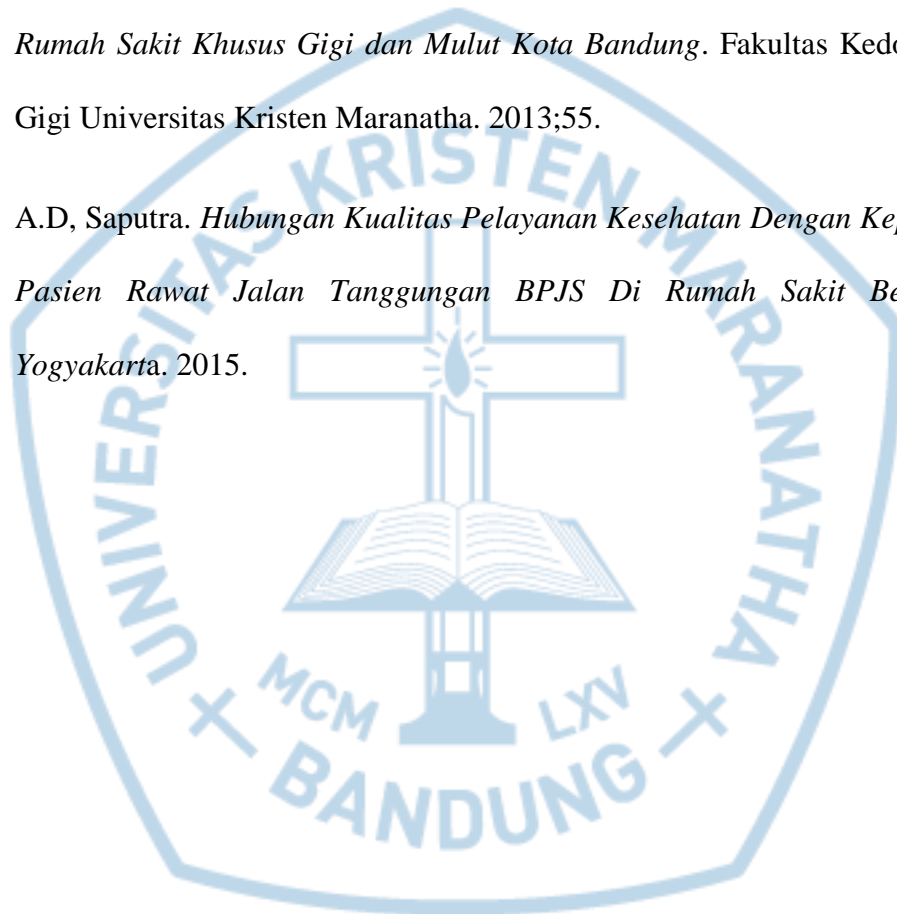 Rumah Sakit Khusus Gigi dan Mulut Kota Bandung. Fakultas Kedo
Gigi Universitas Kristen Maranatha. 2013;55.
A.D, Saputra. Hubungan Kualitas Pelayanan Kesehatan Dengan Kep
Pasien Rawat Jalan Tanggungan BPJS Di Rumah Sakit Be
Yogyakarta. 2015.
UNIVERSITAS KRISTEN MARANATHA
MCM LXV
+ BANDUNG +